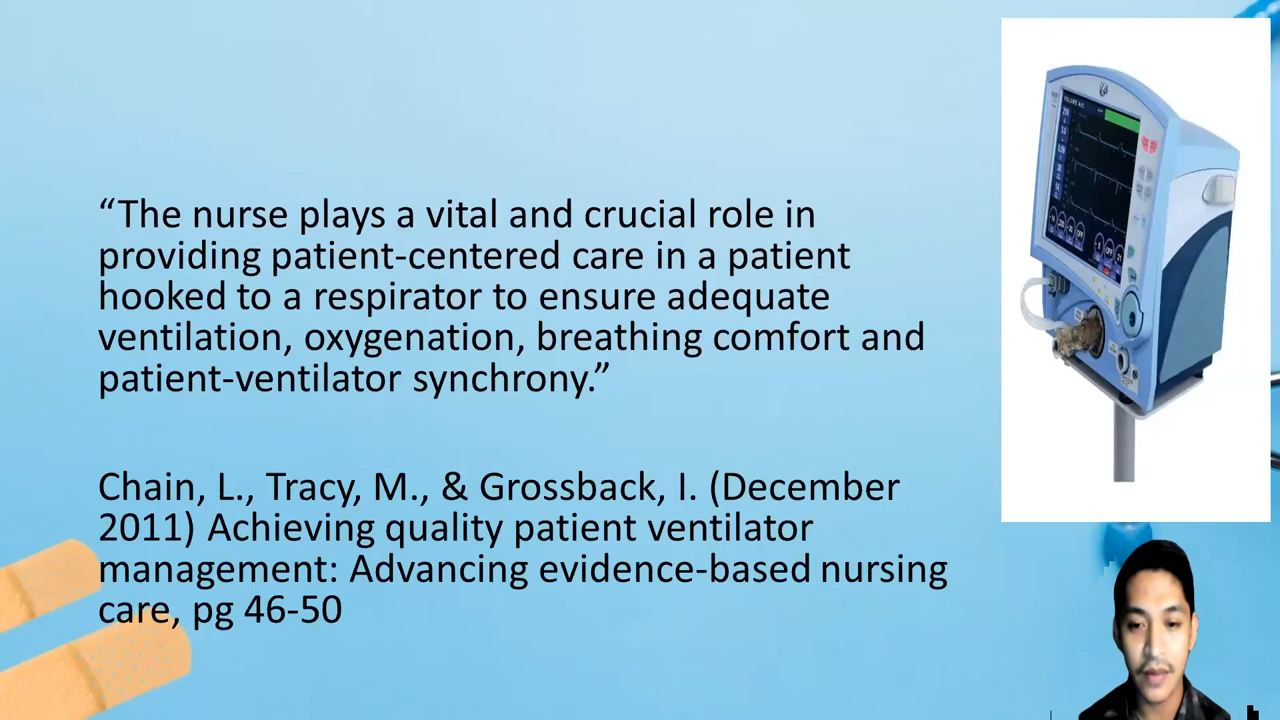 “The nurse plays a vital and crucial role in
providing patient-centered care in a patient
hooked to a respirator to ensure adequate
ventilation, oxygenation, breathing comfort and
patient-ventilator synchrony.”
Chain, L., Tracy, M., & Grossback, I. (December
2011) Achieving quality patient ventilator
management: Advancing evidence-based nursing
care, pg 46-50